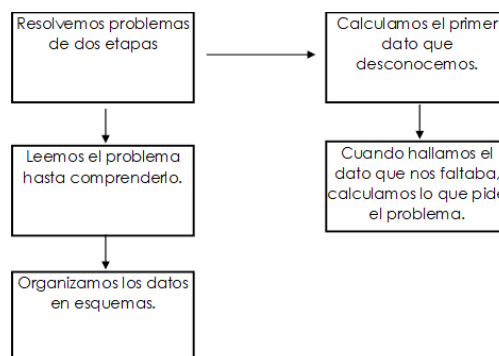 Resolvemos problemas
de dos etapas
Leemos el problema
hasta comprenderlo.
Organizamos los datos
en esquemas.
Calculamos el primer
dato que
desconocemos.
Cuando hallamos el
dato que nos faltaba,
calculamos lo que pide
el problema.